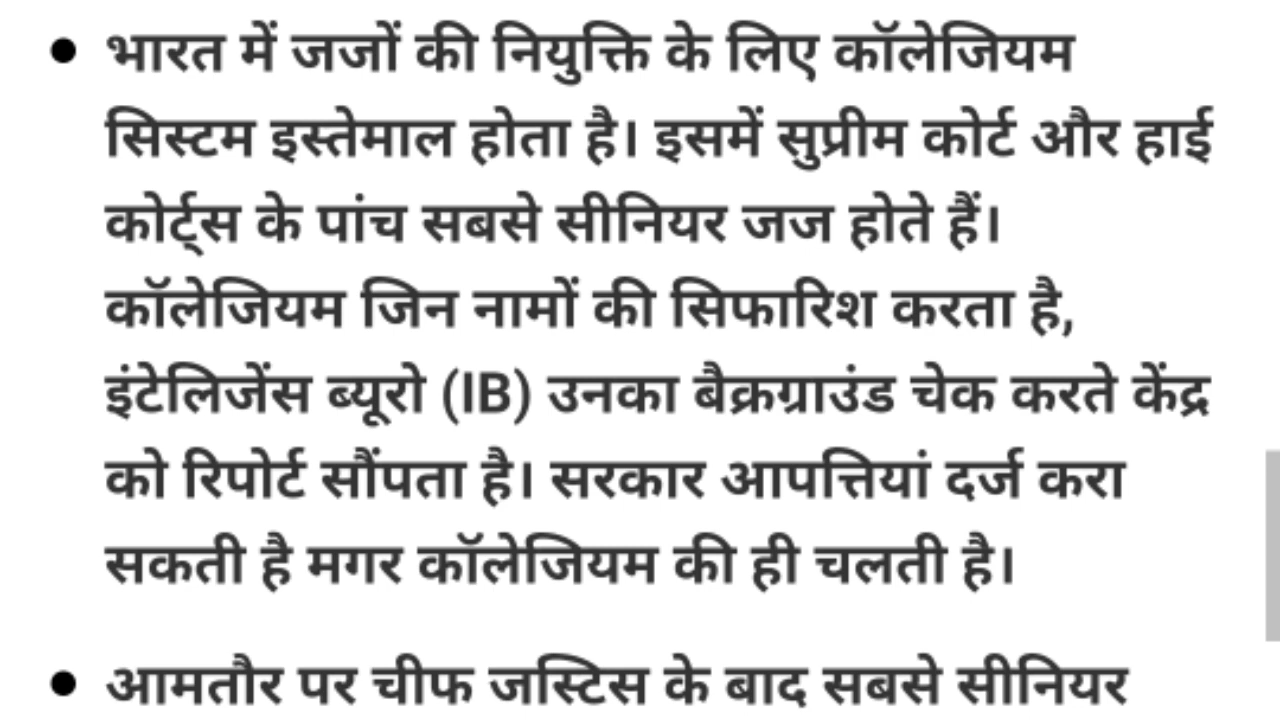 • भारत में जजों की नियुक्ति के लिए कॉलेजियम
सिस्टम इस्तेमाल होता है। इसमें सुप्रीम कोर्ट और हाई
कोर्ट्स के पांच सबसे सीनियर जज होते हैं।
कॉलेजियम जिन नामों की सिफारिश करता है,
इंटेलिजेंस ब्यूरो (IB) उनका बैक्रग्राउंड चेक करते केंद्र
को रिपोर्ट सौंपता है। सरकार आपत्तियां दर्ज करा
सकती है मगर कॉलेजियम की ही चलती है।
• आमतौर पर चीफ जस्टिस के बाद सबसे सीनियर